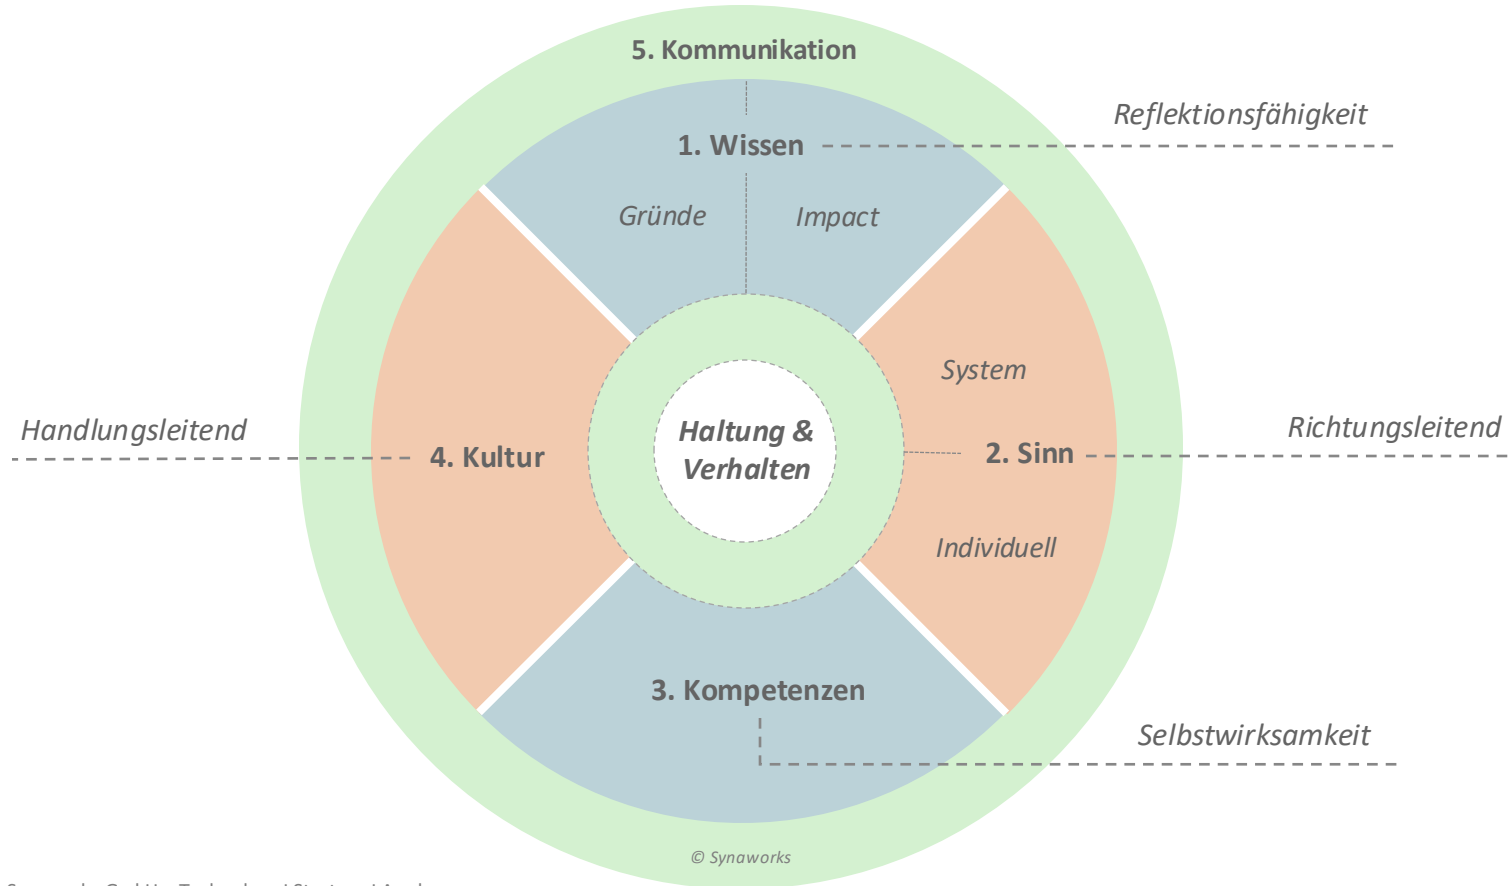 5. Kommunikation
Reflektionsfähigkeit
1. Wissen
Gründe
Impact
System
Handlungsleitend
Haltung &
Verhalten
4. Kultur
2. Sinn
Richtungsleitend
Individuell
3. Kompetenzen
Selbstwirksamkeit
© Synaworks